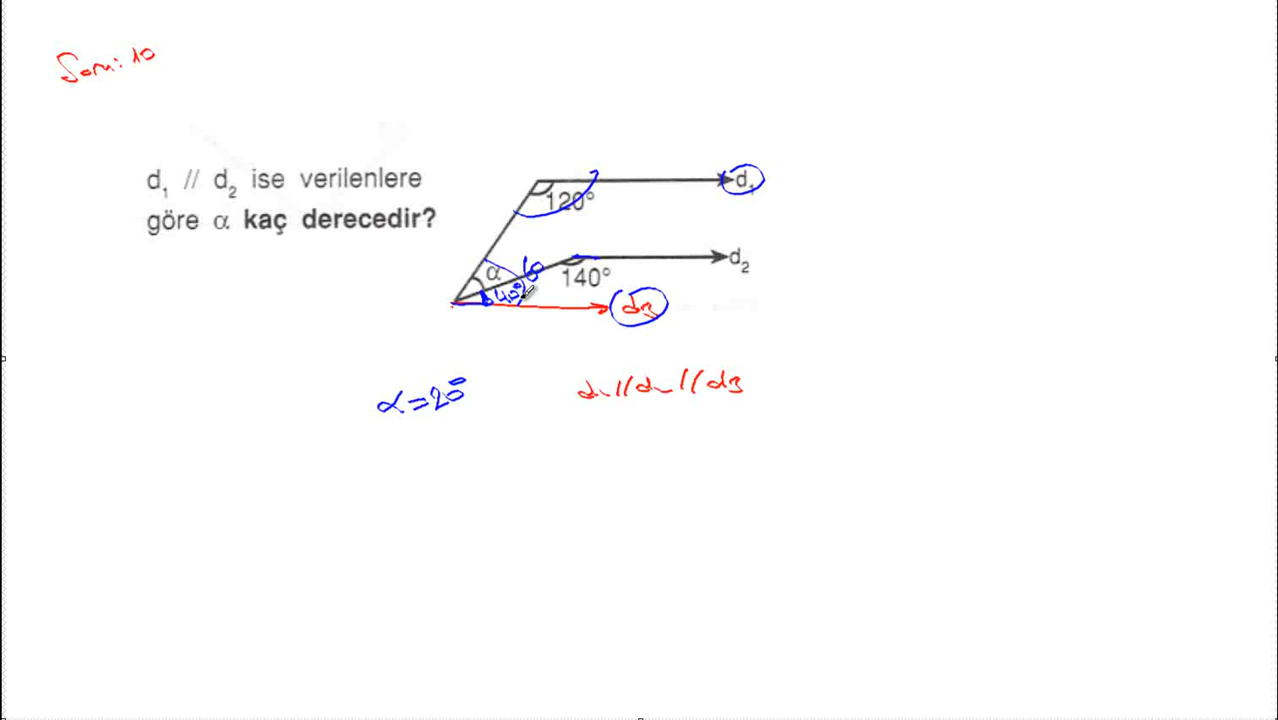 Soru: 10
d₁ // d₂ ise verilenlere
göre α kaç derecedir?
120°
d₁
α
60
140°
d₂
40°
d3
α = 20°
d1 // d2 // d3